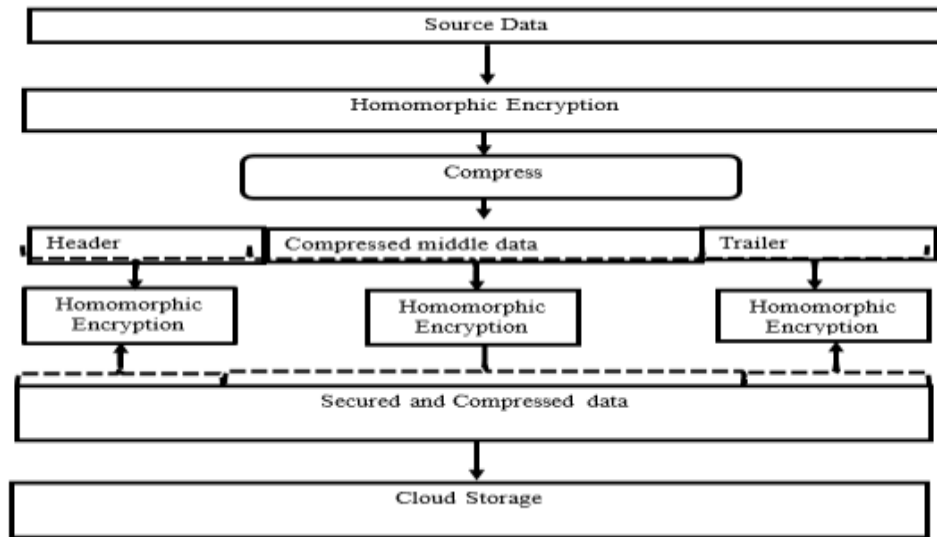 Source Data
Homomorphic Encryption
Compress
Header
Compressed middle data
Trailer
Homomorphic
Encryption
Homomorphic
Encryption
Homomorphic
Encryption
Secured and Compressed data
Cloud Storage